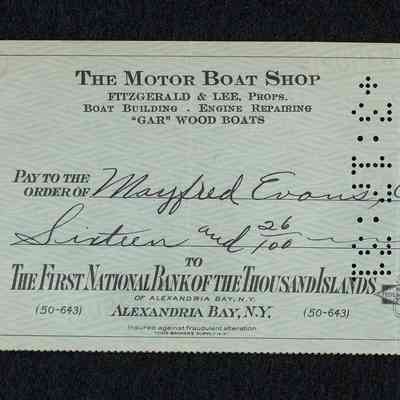 THE MOTOR BOAT SHOP
FITZGERALD & LEE, PROPS.
BOAT BUILDING - ENGINE REPAIRING
"GAR" WOOD BOATS
PAY TO THE
ORDER OF Mayfred Evans,
Sixteen and 26/100
TO
THE FIRST NATIONAL BANK OF THE THOUSAND ISLANDS
OF ALEXANDRIA BAY, N.Y.
(50-643) ALEXANDRIA BAY, N.Y. (50-643)
Insured against fraudulent alteration